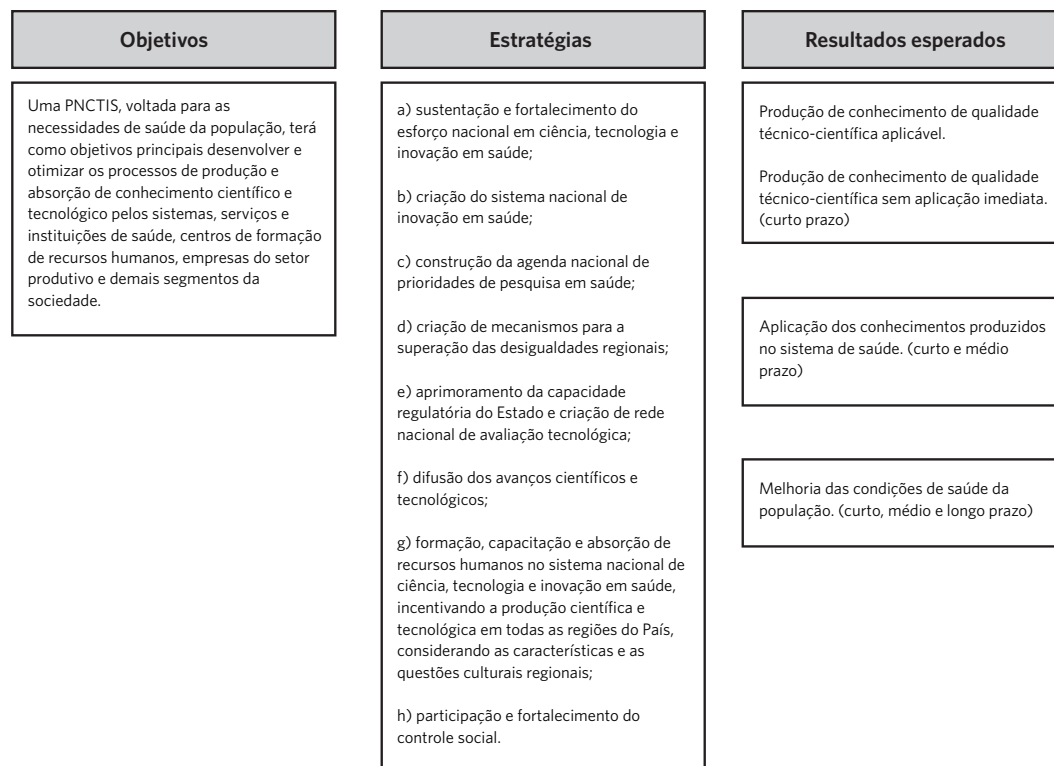 Objetivos
Uma PNCTIS, voltada para as
necessidades de saúde da população, terá
como objetivos principais desenvolver e
otimizar os processos de produção e
absorção de conhecimento científico e
tecnológico pelos sistemas, serviços e
instituições de saúde, centros de formação
de recursos humanos, empresas do setor
produtivo e demais segmentos da
sociedade.
Estratégias
a) sustentação e fortalecimento do
esforço nacional em ciência, tecnologia e
inovação em saúde;
b) criação do sistema nacional de
inovação em saúde;
c) construção da agenda nacional de
prioridades de pesquisa em saúde;
d) criação de mecanismos para a
superação das desigualdades regionais;
e) aprimoramento da capacidade
regulatória do Estado e criação de rede
nacional de avaliação tecnológica;
f) difusão dos avanços científicos e
tecnológicos;
g) formação, capacitação e absorção de
recursos humanos no sistema nacional de
ciência, tecnologia e inovação em saúde,
incentivando a produção científica e
tecnológica em todas as regiões do País,
considerando as características e as
questões culturais regionais;
h) participação e fortalecimento do
controle social.
Resultados esperados
Produção de conhecimento de qualidade
técnico-científica aplicável.
Produção de conhecimento de qualidade
técnico-científica sem aplicação imediata.
(curto prazo)
Aplicação dos conhecimentos produzidos
no sistema de saúde. (curto e médio
prazo)
Melhoria das condições de saúde da
população. (curto, médio e longo prazo)